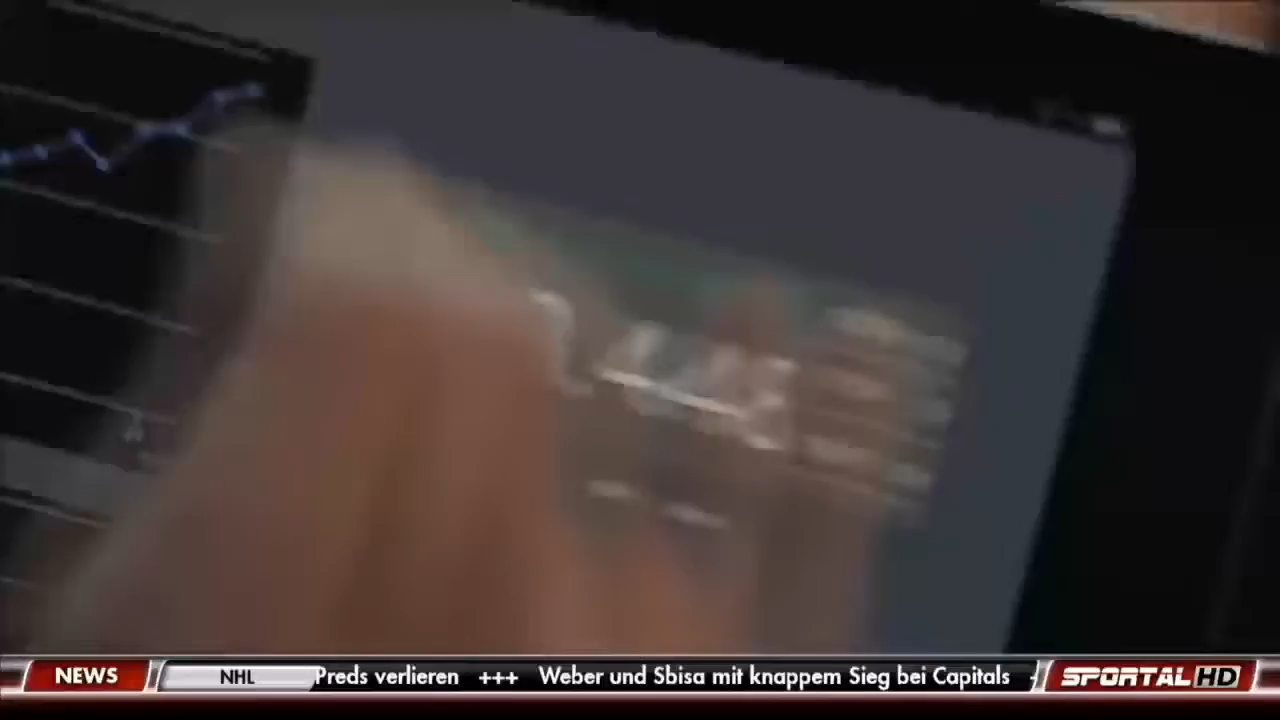 NEWS NHL Preds verlieren +++ Weber und Sbisa mit knappem Sieg bei Capitals SPORTAL HD